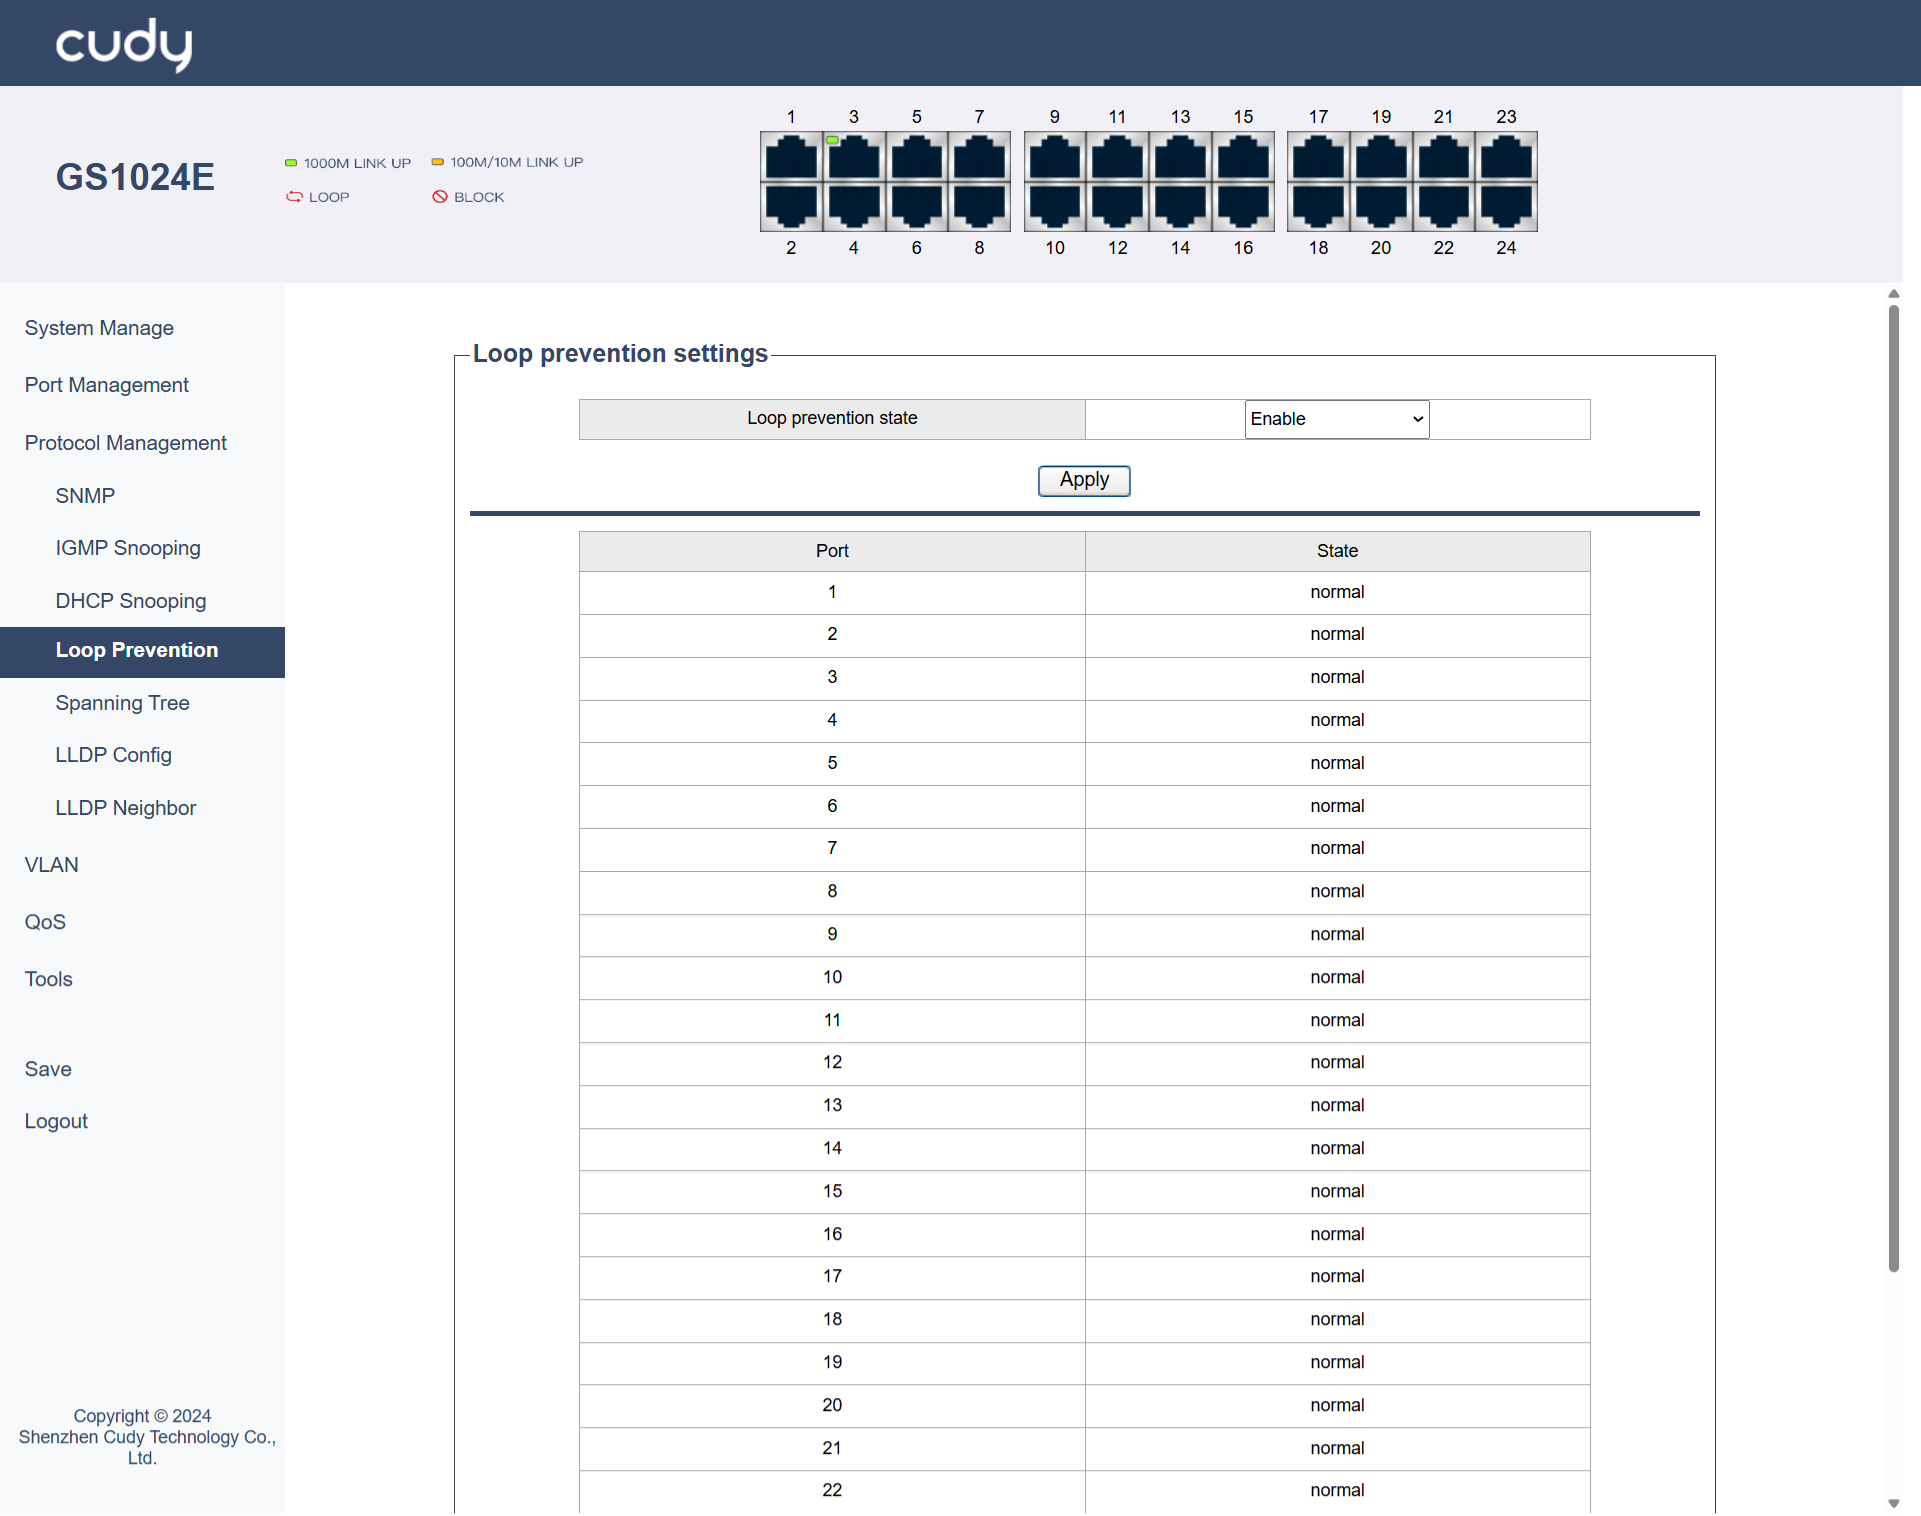 cudy
GS1024E
1000M LINK UP
100M/10M LINK UP
LOOP
BLOCK
1 3 5 7 9 11 13 15 17 19 21 23
2 4 6 8 10 12 14 16 18 20 22 24
System Manage
Port Management
Protocol Management
SNMP
IGMP Snooping
DHCP Snooping
Loop Prevention
Spanning Tree
LLDP Config
LLDP Neighbor
VLAN
QoS
Tools
Save
Logout
Copyright © 2024
Shenzhen Cudy Technology Co.,
Ltd.
Loop prevention settings
Loop prevention state Enable
Apply
Port State
1 normal
2 normal
3 normal
4 normal
5 normal
6 normal
7 normal
8 normal
9 normal
10 normal
11 normal
12 normal
13 normal
14 normal
15 normal
16 normal
17 normal
18 normal
19 normal
20 normal
21 normal
22 normal